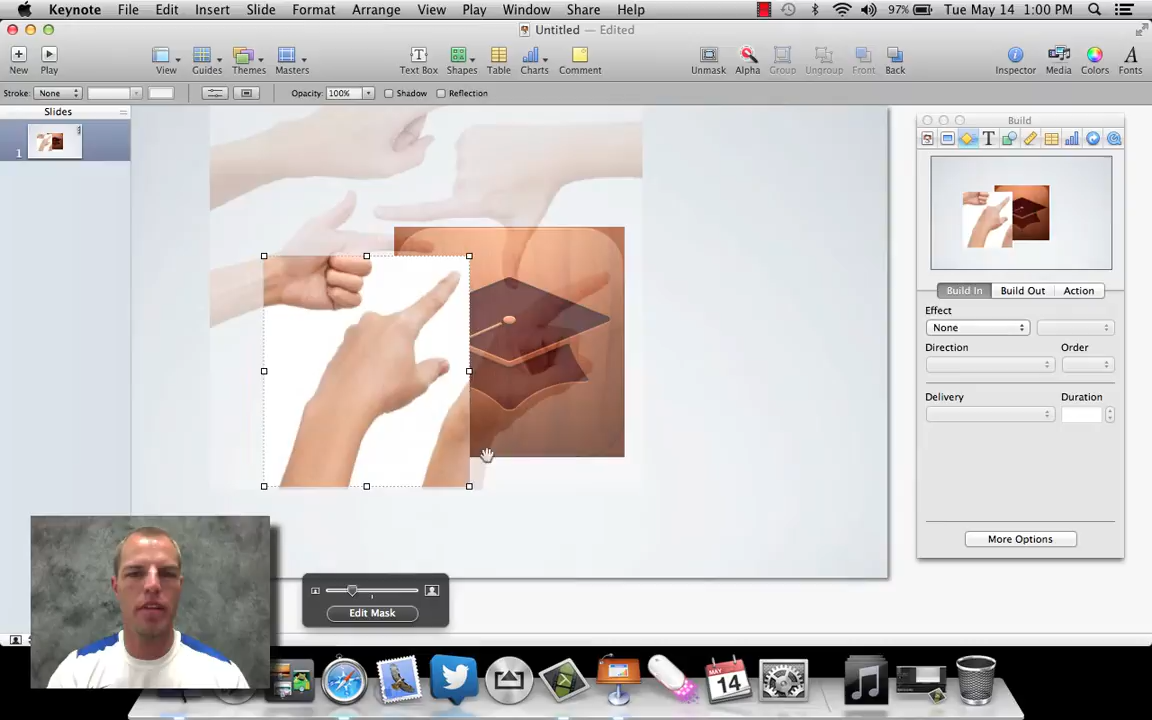 Keynote File Edit Insert Slide Format Arrange View Play Window Share Help 97% Tue May 14 1:00 PM
Untitled — Edited
New Play View Guides Themes Masters Text Box Shapes Table Charts Comment Unmask Alpha Group Ungroup Front Back Inspector Media Colors Fonts
Stroke: None Opacity: 100% Shadow Reflection
Slides
1
Build
T
Build In Build Out Action
Effect
None
Direction Order
Delivery Duration
More Options
Edit Mask
MAY
14